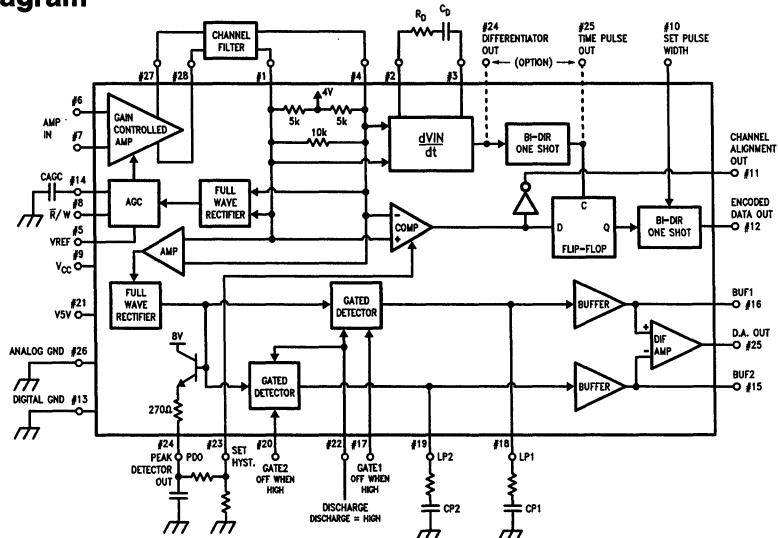 agram
CHANNEL
FILTER
RD
CD
#24
DIFFERENTIATOR
OUT
(OPTION)
#25
TIME PULSE
OUT
#10
SET PULSE
WIDTH
#27
#28
#1
#4
#2
#3
#6
AMP
IN
#7
GAIN
CONTROLLED
AMP
4V
5k
5k
10k
dVIN
dt
BI-DIR
ONE SHOT
CHANNEL
ALIGNMENT
OUT
#11
CAGC
#14
#8
R̅/W
#5
VREF
#9
VCC
AGC
FULL
WAVE
RECTIFIER
AMP
-
+
COMP
C
D
Q
FLIP-FLOP
BI-DIR
ONE SHOT
ENCODED
DATA OUT
#12
#21
V5V
FULL
WAVE
RECTIFIER
GATED
DETECTOR
BUFFER
BUF1
#16
8V
+
-
DIF
AMP
D.A. OUT
#25
ANALOG GND #26
GATED
DETECTOR
BUFFER
BUF2
#15
270Ω
DIGITAL GND #13
#24
#23
#20
#22
#17
#19
#18
PEAK
DETECTOR
OUT
PDO
SET
HYST.
GATE2
OFF WHEN
HIGH
GATE1
OFF WHEN
HIGH
LP2
LP1
DISCHARGE
DISCHARGE = HIGH
CP2
CP1